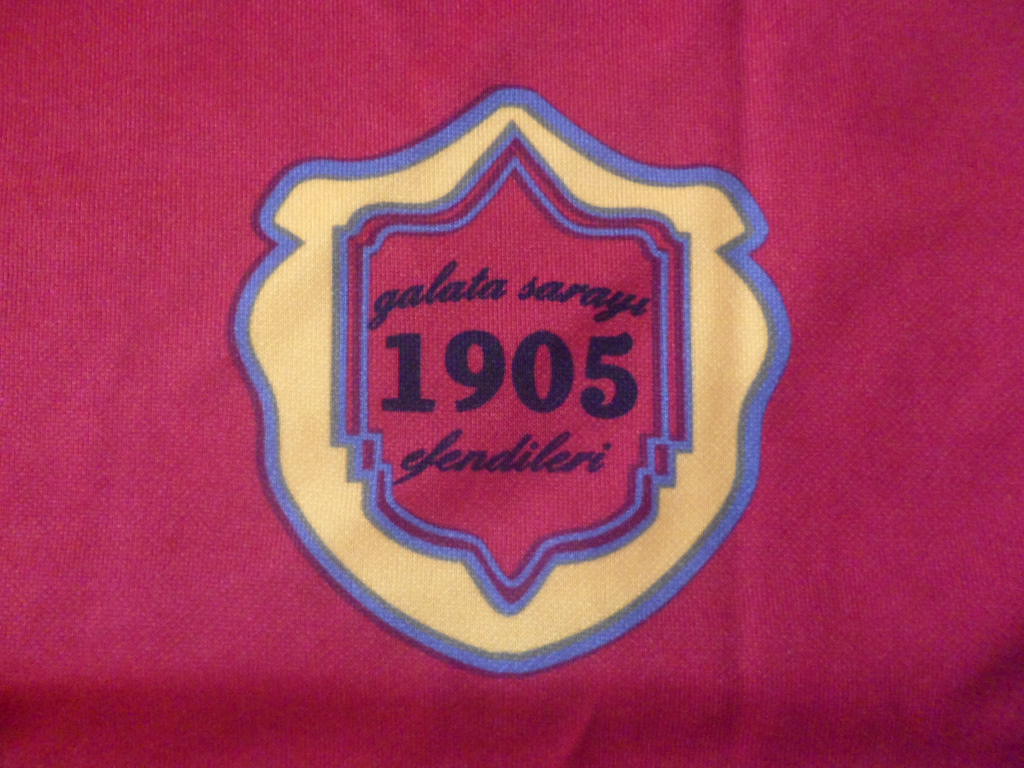 galata sarayı
1905
efendileri